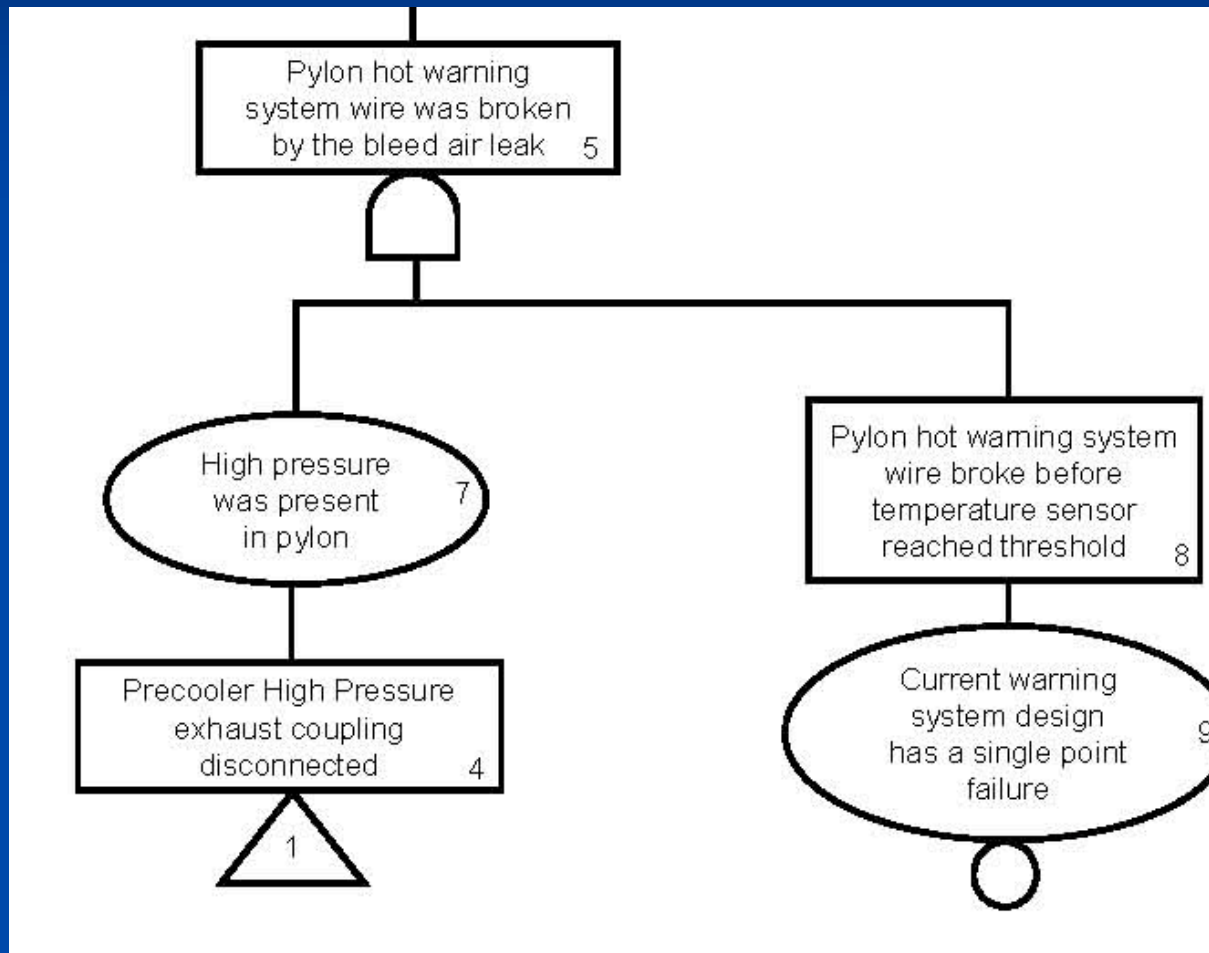 Pylon hot warning
system wire was broken
by the bleed air leak 5
High pressure
was present 7
in pylon
Pylon hot warning system
wire broke before
temperature sensor
reached threshold 8
Precooler High Pressure
exhaust coupling
disconnected 4
1
Current warning
system design 9
has a single point
failure